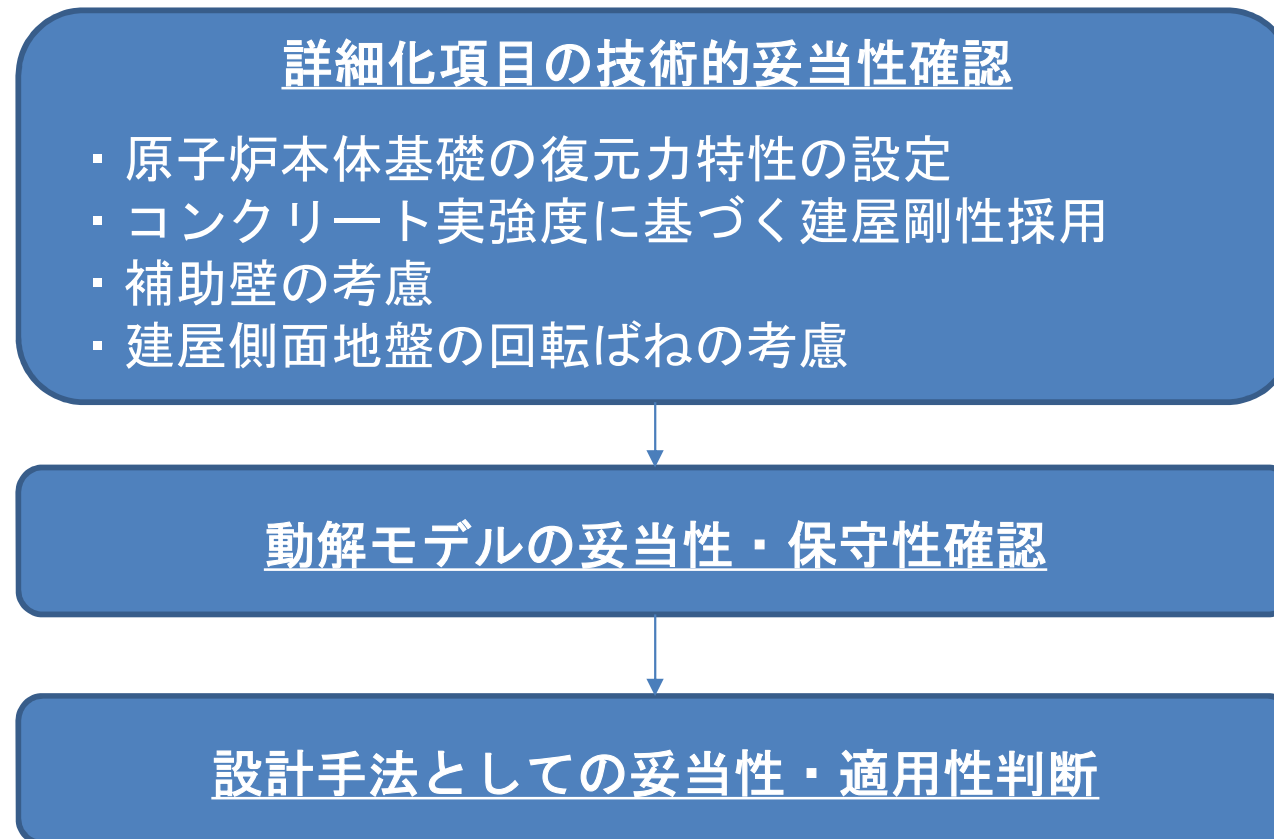 詳細化項目の技術的妥当性確認
・原子炉本体基礎の復元力特性の設定
・コンクリート実強度に基づく建屋剛性採用
・補助壁の考慮
・建屋側面地盤の回転ばねの考慮
動解モデルの妥当性・保守性確認
設計手法としての妥当性・適用性判断